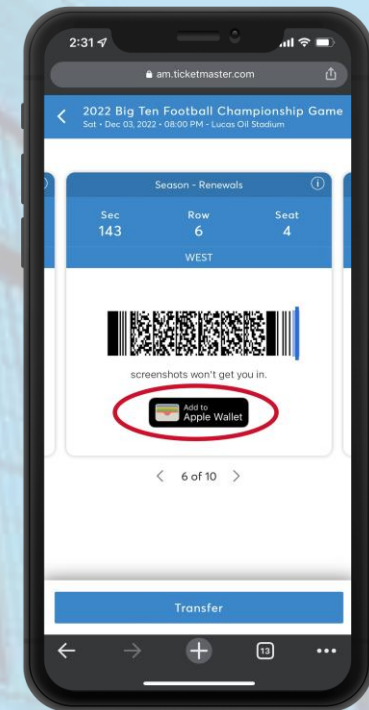 2:31
am.ticketmaster.com
2022 Big Ten Football Championship Game
Sat • Dec 03, 2022 • 08:00 PM • Lucas Oil Stadium
Season - Renewals
Sec Row Seat
143 6 4
WEST
screenshots won't get you in.
Add to
Apple Wallet
6 of 10
Transfer
13